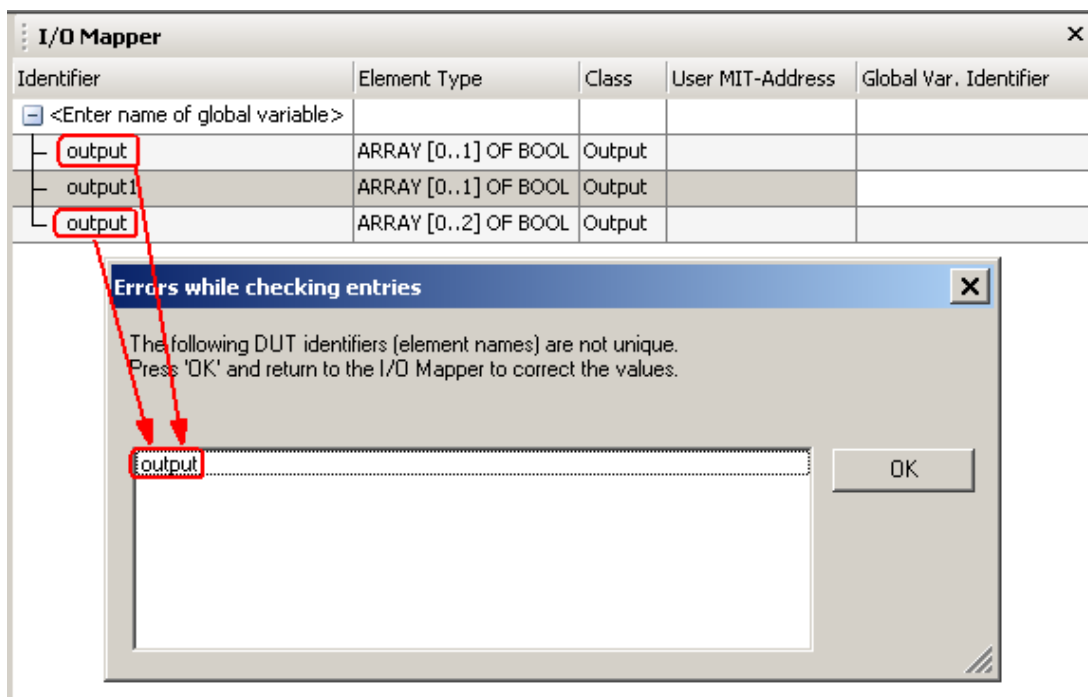 I/O Mapper
Identifier Element Type Class User MIT-Address Global Var. Identifier
<Enter name of global variable>
output ARRAY [0..1] OF BOOL Output
output1 ARRAY [0..1] OF BOOL Output
output ARRAY [0..2] OF BOOL Output
Errors while checking entries
The following DUT identifiers (element names) are not unique.
Press 'OK' and return to the I/O Mapper to correct the values.
output
OK